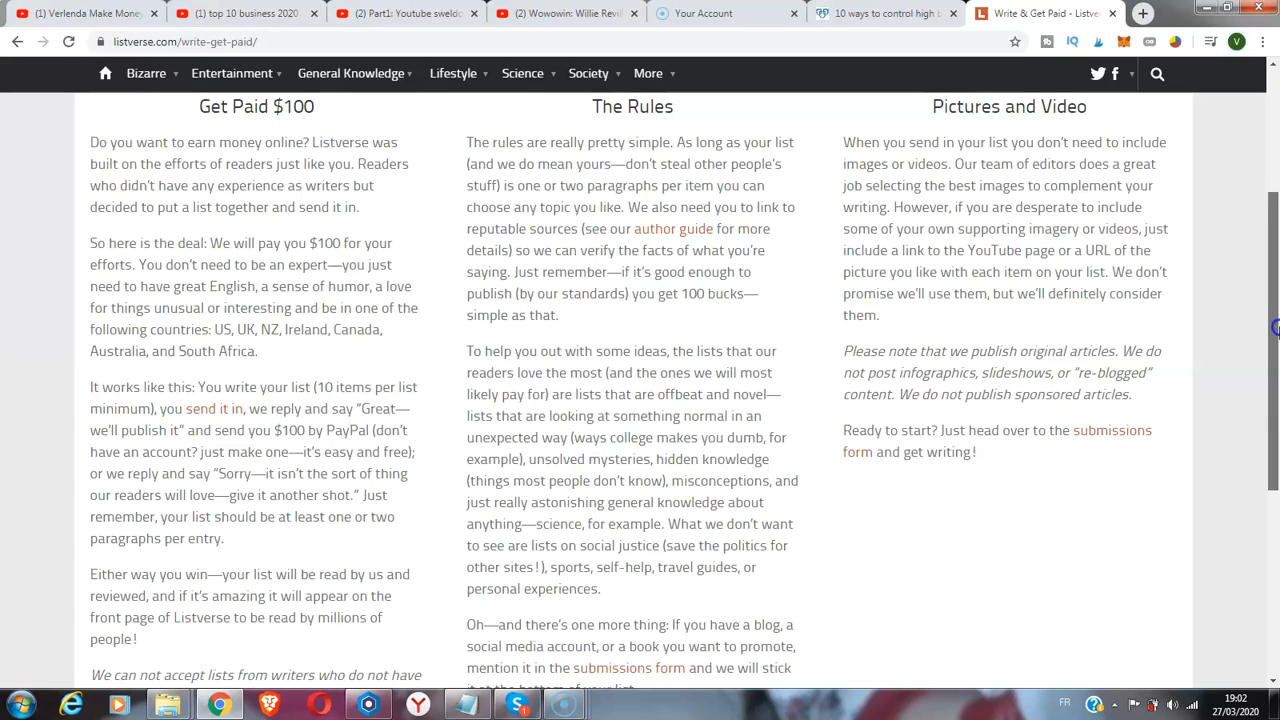 (1) Verlenda Make Money
(1) top 10 business 2020
(2) Part1: Youtube sweldo
(2) Wowowin: Willie Revil
Your Account
10 ways to control high b
Write & Get Paid - Listver
listverse.com/write-get-paid/
Bizarre
Entertainment
General Knowledge
Lifestyle
Science
Society
More
Get Paid $100
Do you want to earn money online? Listverse was
built on the efforts of readers just like you. Readers
who didn't have any experience as writers but
decided to put a list together and send it in.
So here is the deal: We will pay you $100 for your
efforts. You don't need to be an expert—you just
need to have great English, a sense of humor, a love
for things unusual or interesting and be in one of the
following countries: US, UK, NZ, Ireland, Canada,
Australia, and South Africa.
It works like this: You write your list (10 items per list
minimum), you send it in, we reply and say “Great—
we'll publish it” and send you $100 by PayPal (don't
have an account? just make one—it's easy and free);
or we reply and say “Sorry—it isn't the sort of thing
our readers will love—give it another shot.” Just
remember, your list should be at least one or two
paragraphs per entry.
Either way you win—your list will be read by us and
reviewed, and if it's amazing it will appear on the
front page of Listverse to be read by millions of
people!
We can not accept lists from writers who do not have
The Rules
The rules are really pretty simple. As long as your list
(and we do mean yours—don't steal other people's
stuff) is one or two paragraphs per item you can
choose any topic you like. We also need you to link to
reputable sources (see our author guide for more
details) so we can verify the facts of what you're
saying. Just remember—if it's good enough to
publish (by our standards) you get 100 bucks—
simple as that.
To help you out with some ideas, the lists that our
readers love the most (and the ones we will most
likely pay for) are lists that are offbeat and novel—
lists that are looking at something normal in an
unexpected way (ways college makes you dumb, for
example), unsolved mysteries, hidden knowledge
(things most people don't know), misconceptions, and
just really astonishing general knowledge about
anything—science, for example. What we don't want
to see are lists on social justice (save the politics for
other sites!), sports, self-help, travel guides, or
personal experiences.
Oh—and there's one more thing: If you have a blog, a
social media account, or a book you want to promote,
mention it in the submissions form and we will stick
it at the bottom of your list.
Pictures and Video
When you send in your list you don't need to include
images or videos. Our team of editors does a great
job selecting the best images to complement your
writing. However, if you are desperate to include
some of your own supporting imagery or videos, just
include a link to the YouTube page or a URL of the
picture you like with each item on your list. We don't
promise we'll use them, but we'll definitely consider
them.
Please note that we publish original articles. We do
not post infographics, slideshows, or “re-blogged”
content. We do not publish sponsored articles.
Ready to start? Just head over to the submissions
form and get writing!
FR
19:02
27/03/2020